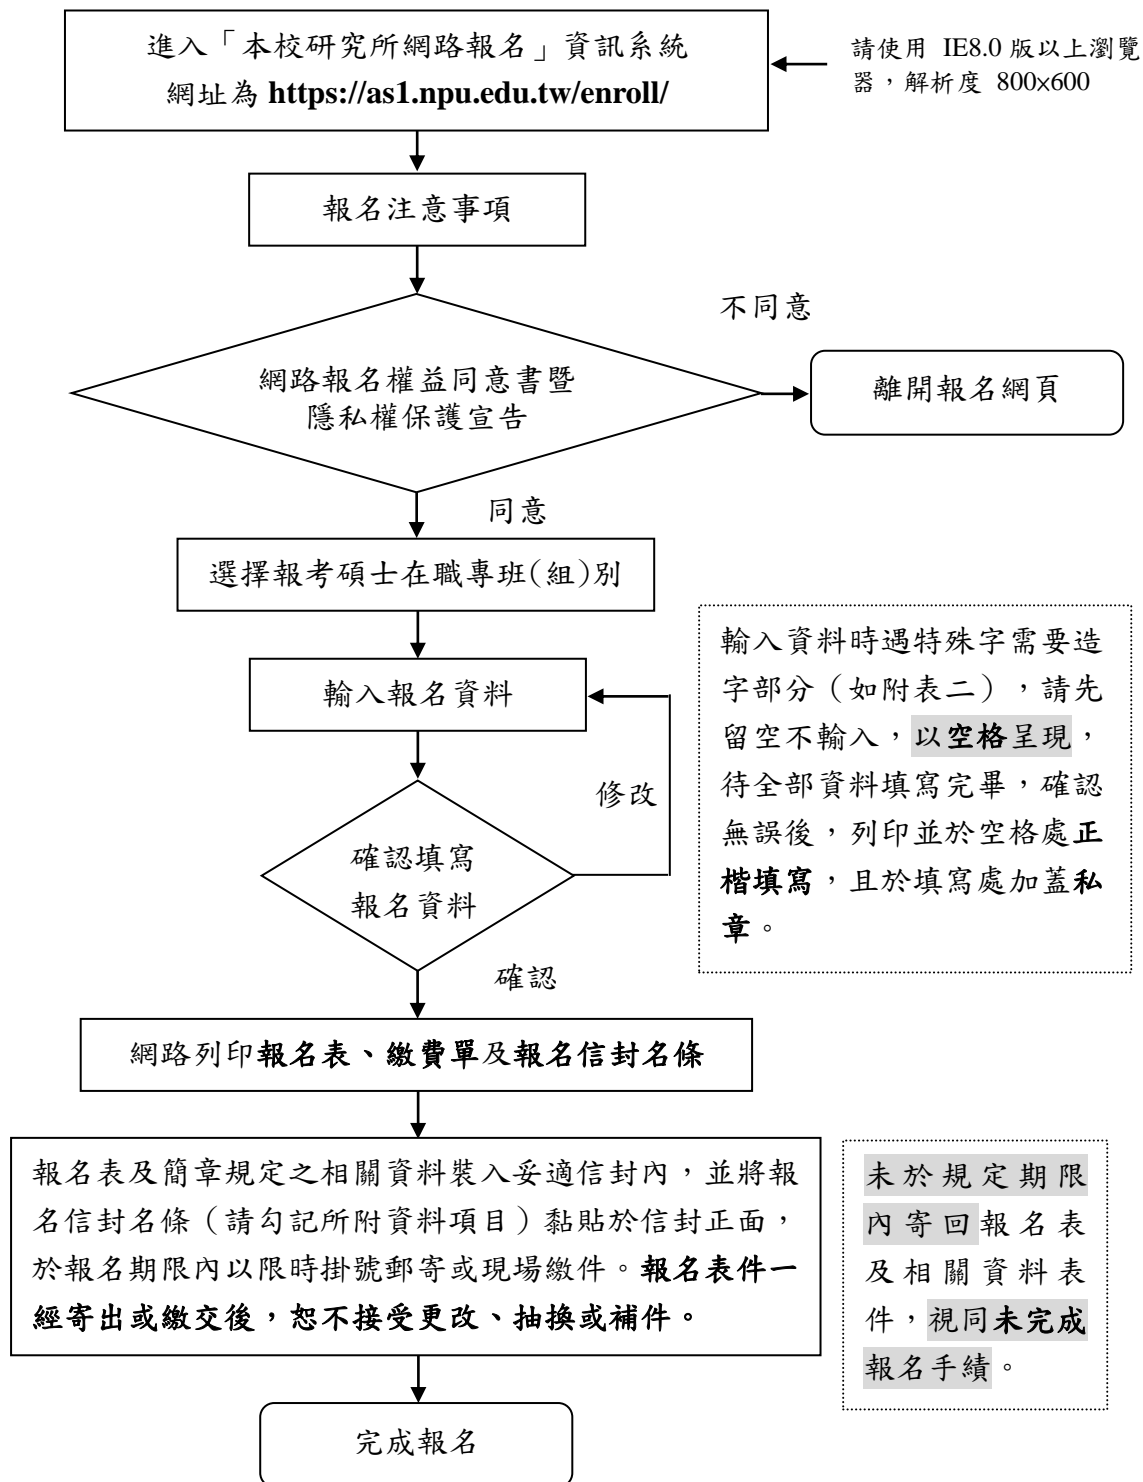 進入「本校研究所網路報名」資訊系統
網址為 https://as1.npu.edu.tw/enroll/
請使用 IE8.0 版以上瀏覽
器，解析度 800×600
報名注意事項
不同意
網路報名權益同意書暨
隱私權保護宣告
離開報名網頁
同意
選擇報考碩士在職專班(組)別
輸入報名資料
修改
輸入資料時遇特殊字需要造
字部分（如附表二），請先
留空不輸入，以空格呈現，
待全部資料填寫完畢，確認
無誤後，列印並於空格處正
楷填寫，且於填寫處加蓋私
章。
確認填寫
報名資料
確認
網路列印報名表、繳費單及報名信封名條
報名表及簡章規定之相關資料裝入妥適信封內，並將報
名信封名條（請勾記所附資料項目）黏貼於信封正面，
於報名期限內以限時掛號郵寄或現場繳件。報名表件一
經寄出或繳交後，恕不接受更改、抽換或補件。
未於規定期限
內寄回報名表
及相關資料表
件，視同未完成
報名手續。
完成報名